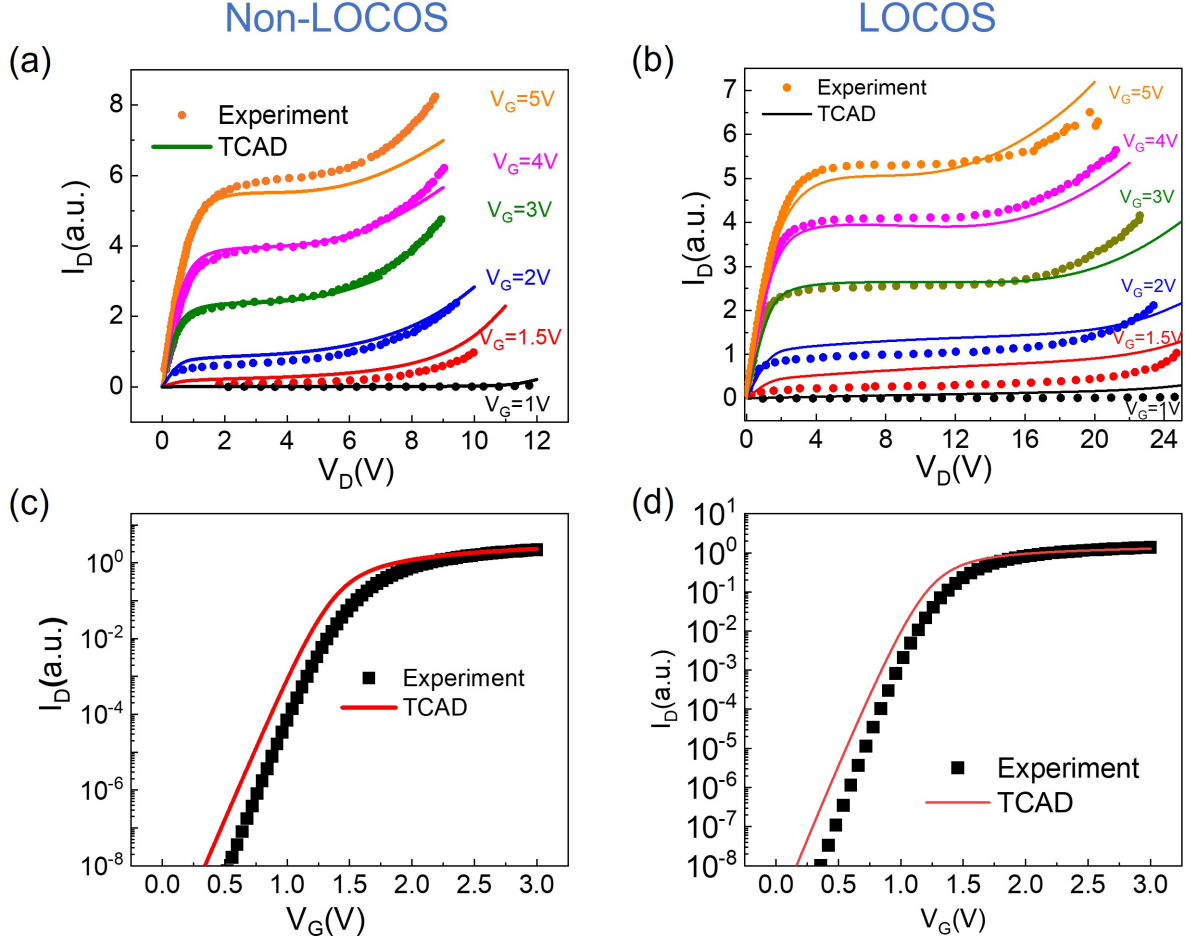 Non-LOCOS
LOCOS
(a)
8
6
4
2
0
I_D(a.u.)
Experiment
TCAD
V_G=5V
V_G=4V
V_G=3V
V_G=2V
V_G=1.5V
V_G=1V
0 2 4 6 8 10 12
V_D(V)
(b)
7
6
5
4
3
2
1
0
I_D(a.u.)
Experiment
TCAD
V_G=5V
V_G=4V
V_G=3V
V_G=2V
V_G=1.5V
V_G=1V
0 4 8 12 16 20 24
V_D(V)
(c)
10^0
10^-2
10^-4
10^-6
10^-8
I_D(a.u.)
Experiment
TCAD
0.0 0.5 1.0 1.5 2.0 2.5 3.0
V_G(V)
(d)
10^1
10^0
10^-1
10^-2
10^-3
10^-4
10^-5
10^-6
10^-7
10^-8
I_D(a.u.)
Experiment
TCAD
0.0 0.5 1.0 1.5 2.0 2.5 3.0
V_G(V)